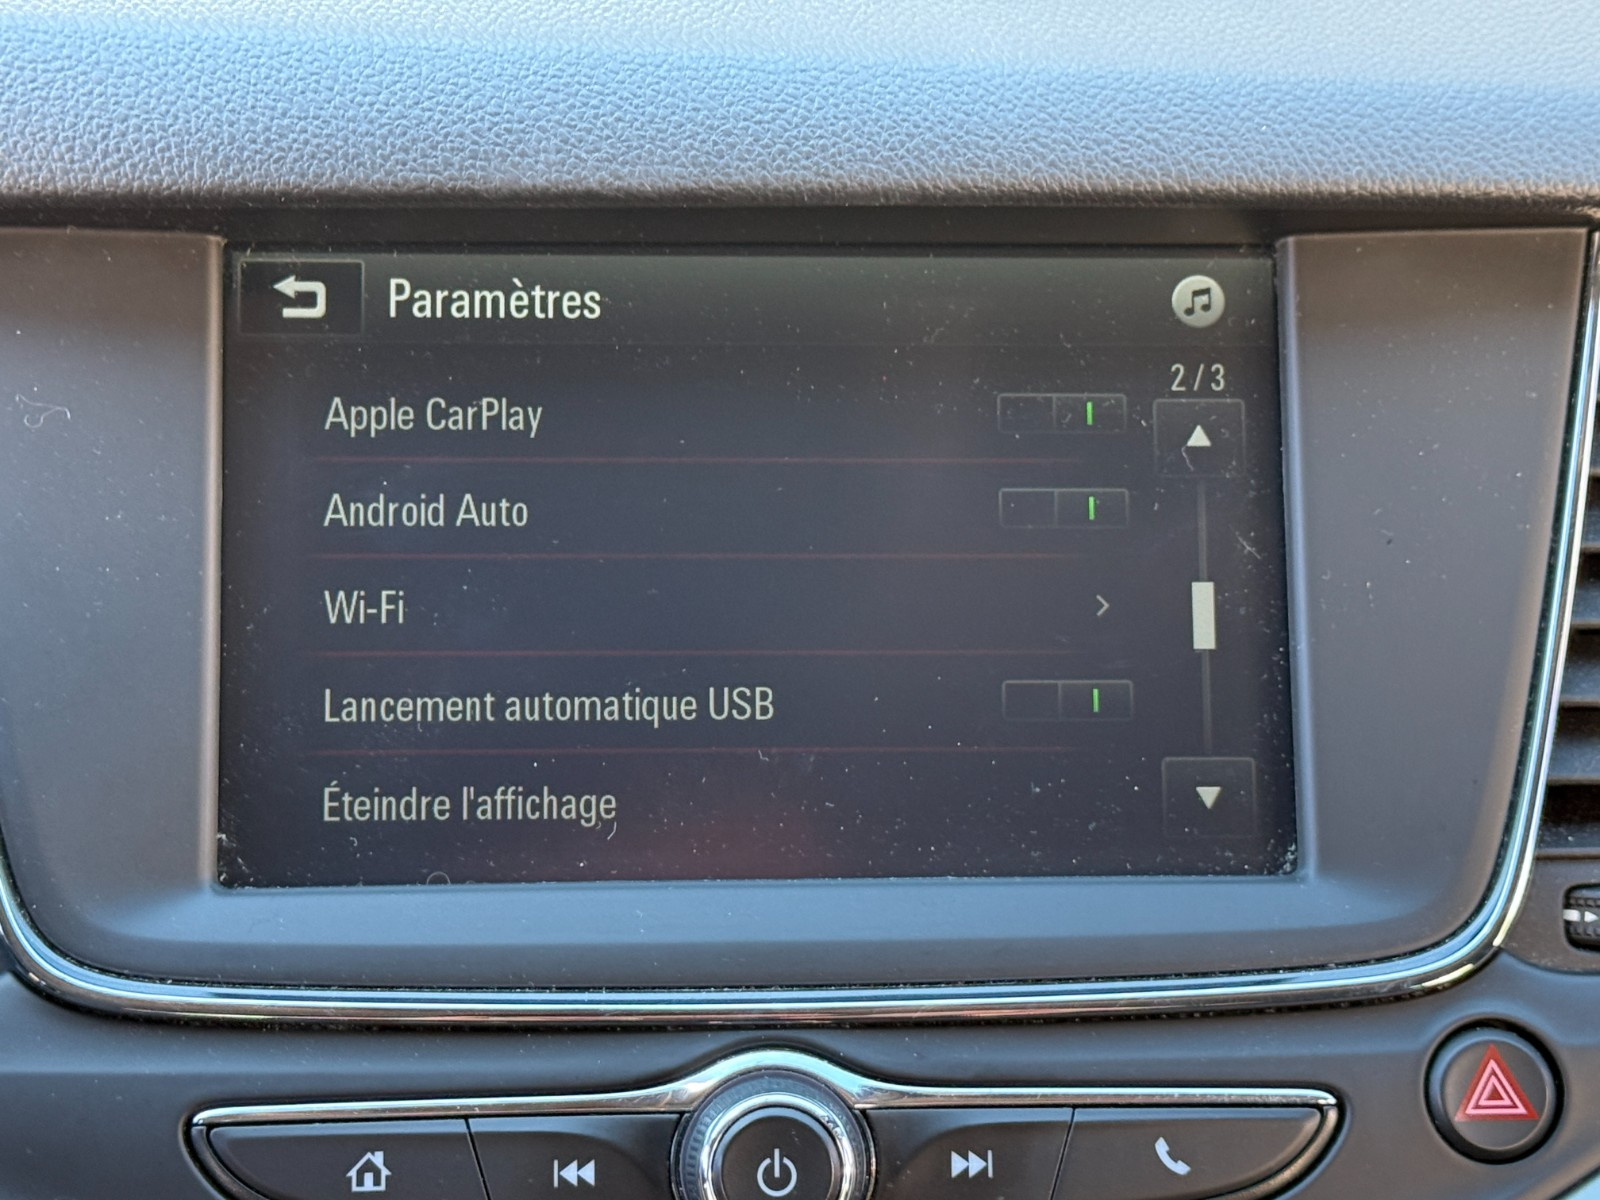 Paramètres
2/3
Apple CarPlay
Android Auto
Wi-Fi
Lancement automatique USB
Éteindre l'affichage